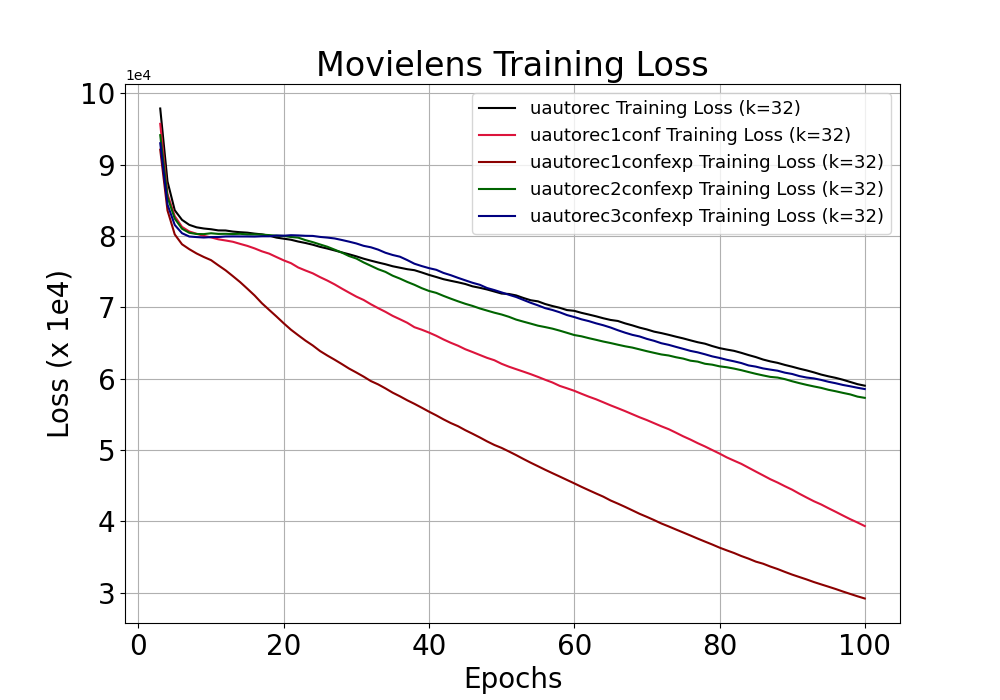 Movielens Training Loss
1e4
10
9
8
7
6
5
4
3
Loss (x 1e4)
uautorec Training Loss (k=32)
uautorec1conf Training Loss (k=32)
uautorec1confexp Training Loss (k=32)
uautorec2confexp Training Loss (k=32)
uautorec3confexp Training Loss (k=32)
0 20 40 60 80 100
Epochs